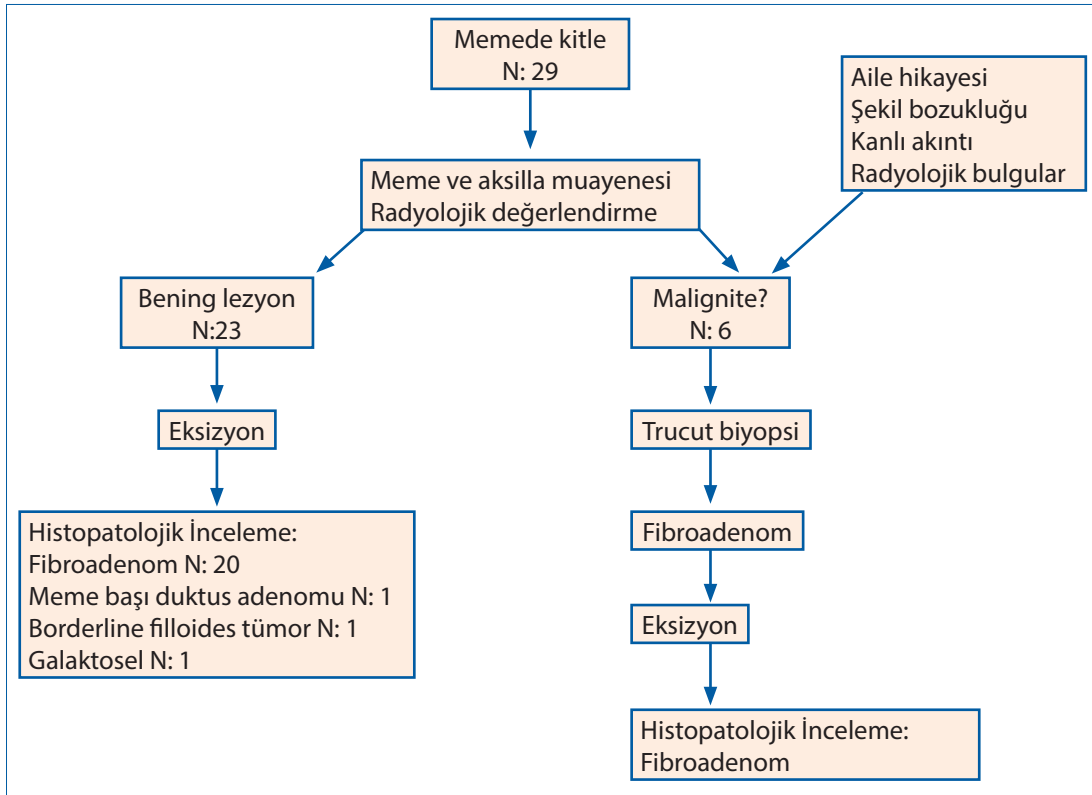 Memede kitle
N: 29
Aile hikayesi
Şekil bozukluğu
Kanlı akıntı
Radyolojik bulgular
Meme ve aksilla muayenesi
Radyolojik değerlendirme
Bening lezyon
N:23
Malignite?
N: 6
Eksizyon
Trucut biyopsi
Histopatolojik İnceleme:
Fibroadenom N: 20
Meme başı duktus adenomu N: 1
Borderline filloides tümor N: 1
Galaktosel N: 1
Fibroadenom
Eksizyon
Histopatolojik İnceleme:
Fibroadenom